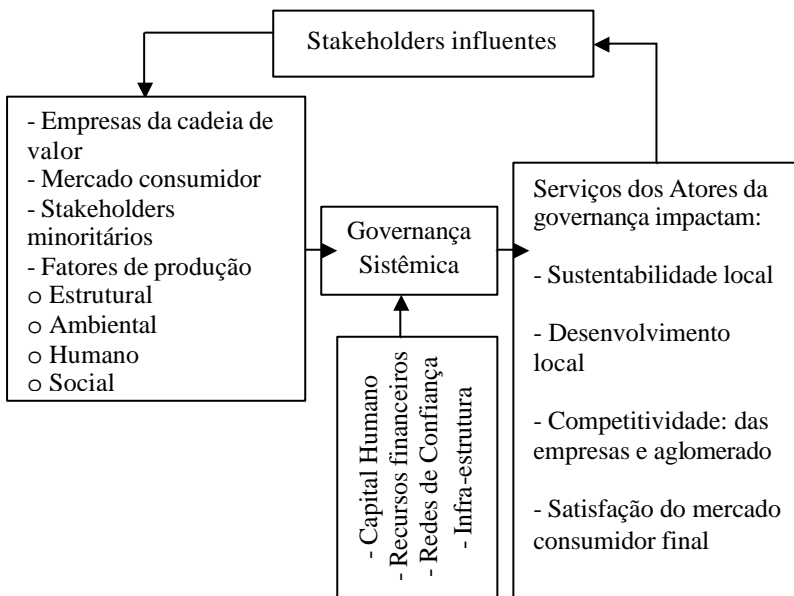 Stakeholders influentes
- Empresas da cadeia de
valor
- Mercado consumidor
- Stakeholders
minoritários
- Fatores de produção
o Estrutural
o Ambiental
o Humano
o Social
Governança
Sistêmica
- Capital Humano
- Recursos financeiros
- Redes de Confiança
- Infra-estrutura
Serviços dos Atores da
governança impactam:
- Sustentabilidade local
- Desenvolvimento
local
- Competitividade: das
empresas e aglomerado
- Satisfação do mercado
consumidor final